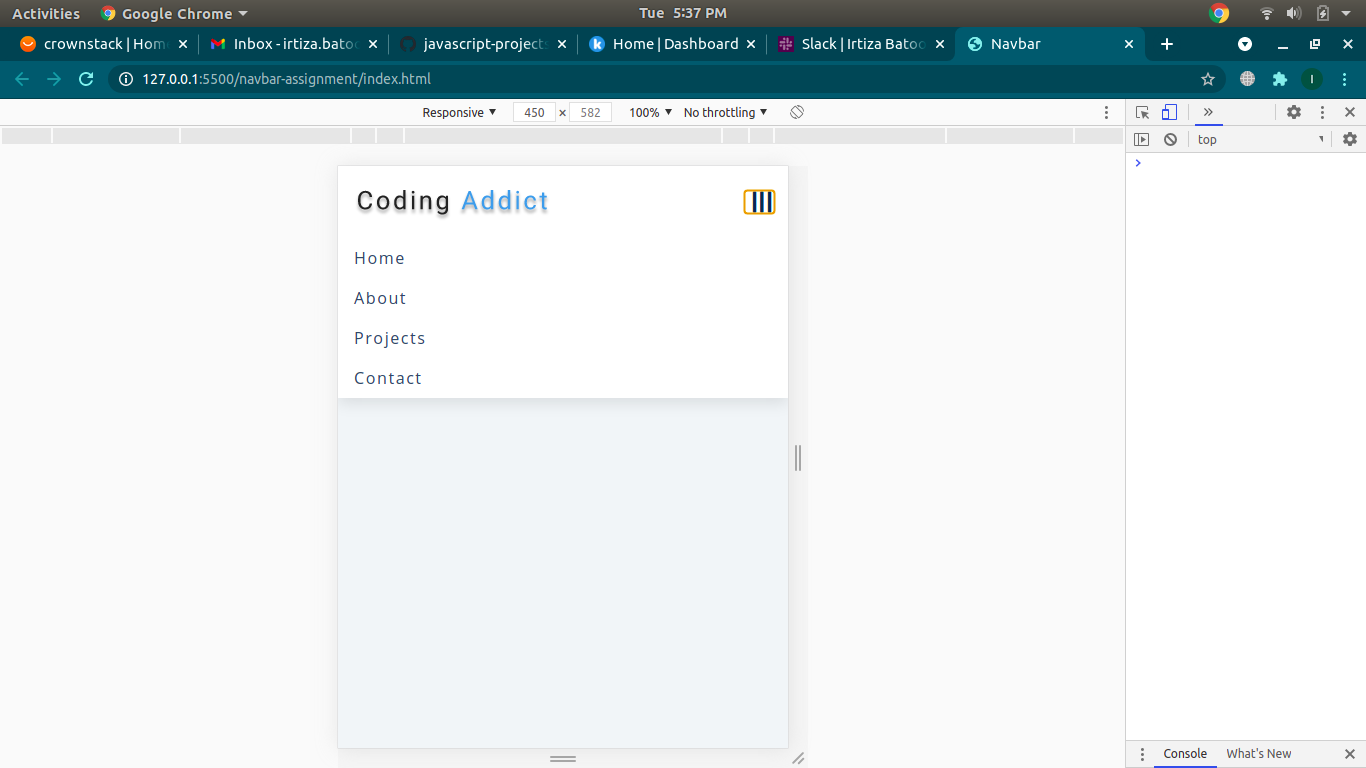 Activities Google Chrome Tue 5:37 PM
crownstack | Hom Inbox - irtiza.batoo javascript-projects Home | Dashboard Slack | Irtiza Batoo Navbar
127.0.0.1:5500/navbar-assignment/index.html I
Responsive 450 × 582 100% No throttling
top
Coding Addict
Home
About
Projects
Contact
Console What's New